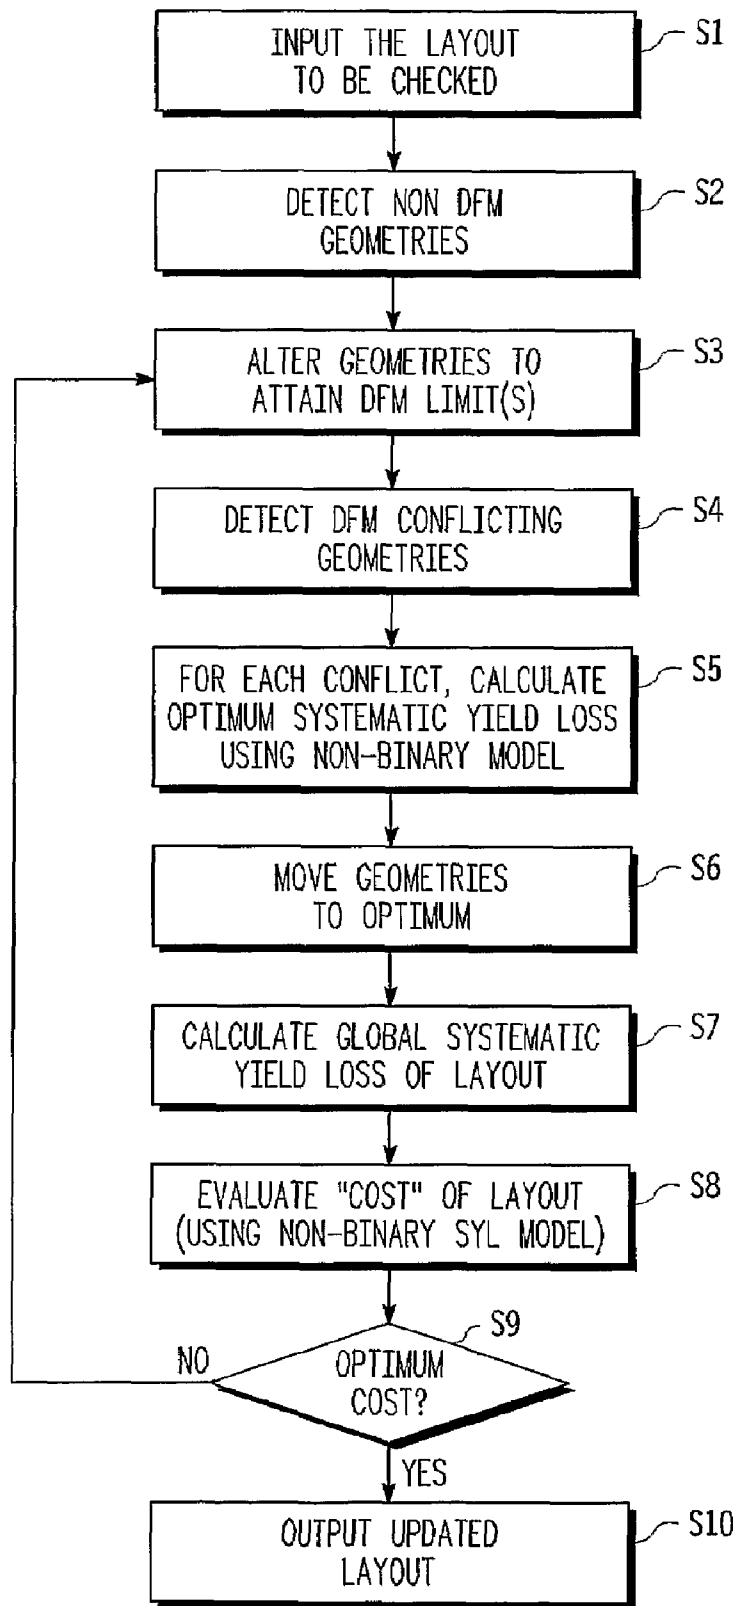 INPUT THE LAYOUT
TO BE CHECKED
S1
DETECT NON DFM
GEOMETRIES
S2
ALTER GEOMETRIES TO
ATTAIN DFM LIMIT(S)
S3
DETECT DFM CONFLICTING
GEOMETRIES
S4
FOR EACH CONFLICT, CALCULATE
OPTIMUM SYSTEMATIC YIELD LOSS
USING NON-BINARY MODEL
S5
MOVE GEOMETRIES
TO OPTIMUM
S6
CALCULATE GLOBAL SYSTEMATIC
YIELD LOSS OF LAYOUT
S7
EVALUATE "COST" OF LAYOUT
(USING NON-BINARY SYL MODEL)
S8
S9
NO
OPTIMUM
COST?
YES
OUTPUT UPDATED
LAYOUT
S10